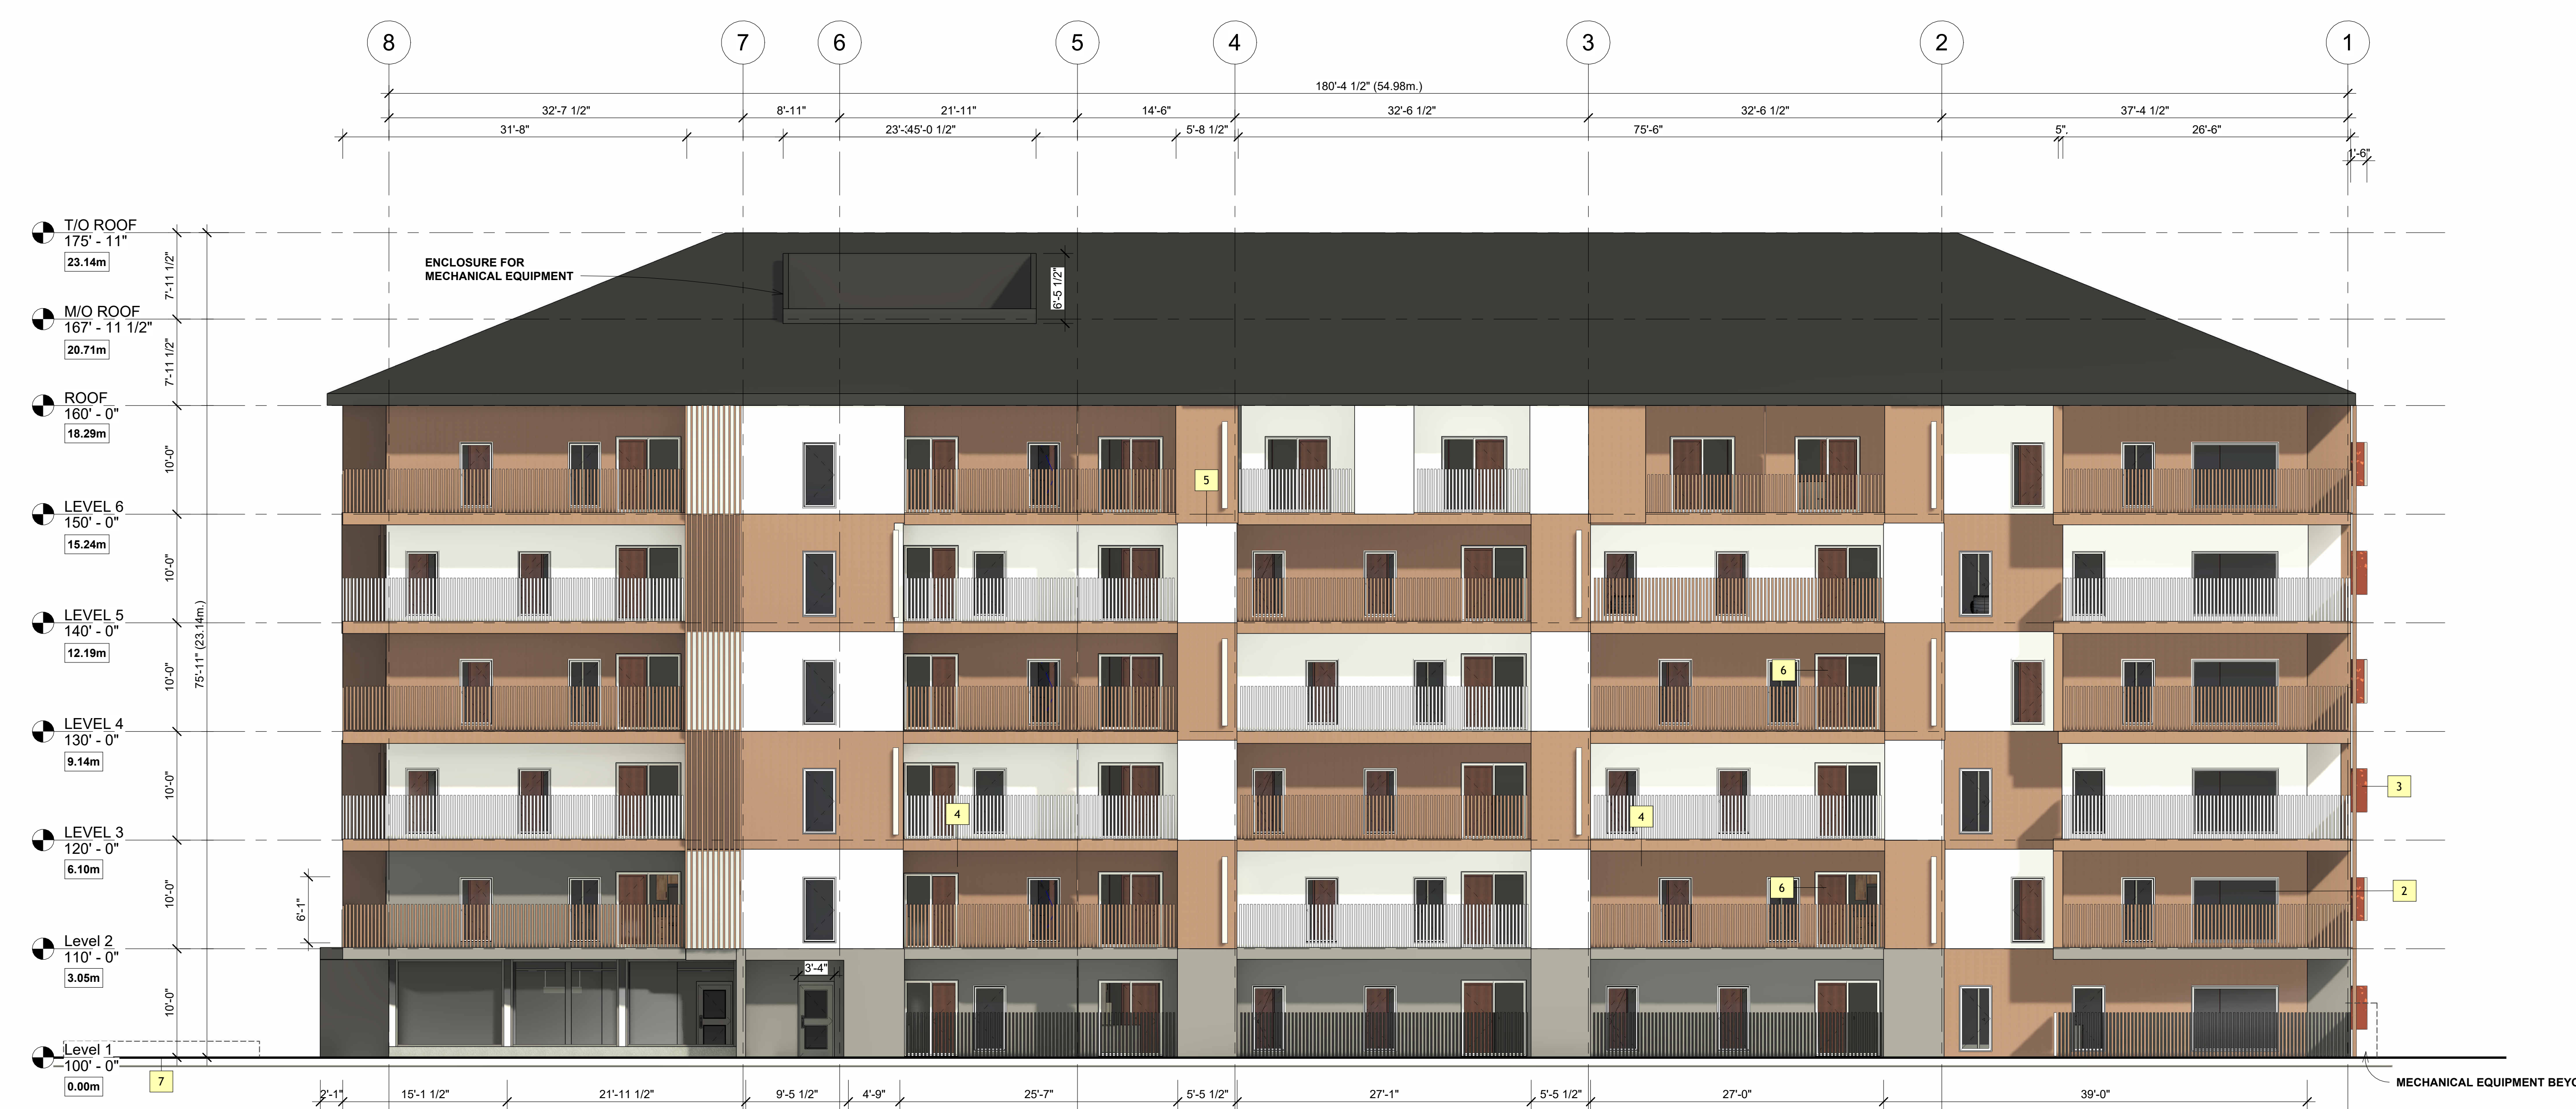 8 7 6 5 4 3 2 1
180'-4 1/2" (54.98m.)
32'-7 1/2" 8'-11" 21'-11" 14'-6" 32'-6 1/2" 32'-6 1/2" 37'-4 1/2"
31'-8" 45'-0 1/2" 5'-8 1/2" 75'-6" 5" 26'-6"
1'-6"
T/O ROOF
175' - 11"
23.14m
ENCLOSURE FOR
MECHANICAL EQUIPMENT
7'-11 1/2"
6'-5 1/2"
M/O ROOF
167' - 11 1/2"
20.71m
7'-11 1/2"
ROOF
160' - 0"
18.29m
10'-0"
5
LEVEL 6
150' - 0"
15.24m
10'-0"
LEVEL 5
140' - 0"
12.19m
75'-11" (23.14m.)
10'-0"
6
LEVEL 4
130' - 0"
9.14m
10'-0"
3
4
4
LEVEL 3
120' - 0"
6.10m
10'-0"
6'-1"
6
2
Level 2
110' - 0"
3.05m
3'-4"
10'-0"
Level 1
100' - 0"
0.00m
7
MECHANICAL EQUIPMENT
2'-1" 15'-1 1/2" 21'-11 1/2" 9'-5 1/2" 4'-9" 25'-7" 5'-5 1/2" 27'-1" 5'-5 1/2" 27'-0" 39'-0"